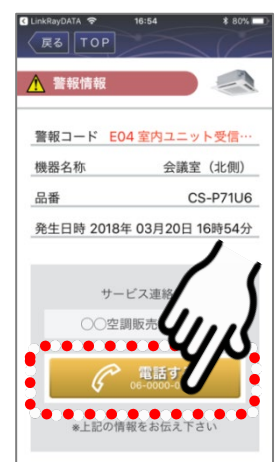 LinkRayDATA 16:54 80%
戻る TOP
警報情報
警報コード E04 室内ユニット受信…
機器名称 会議室（北側）
品番 CS-P71U6
発生日時 2018年 03月20日 16時54分
サービス連絡
〇〇空調販売
電話す
06-0000-0
※上記の情報をお伝え下さい